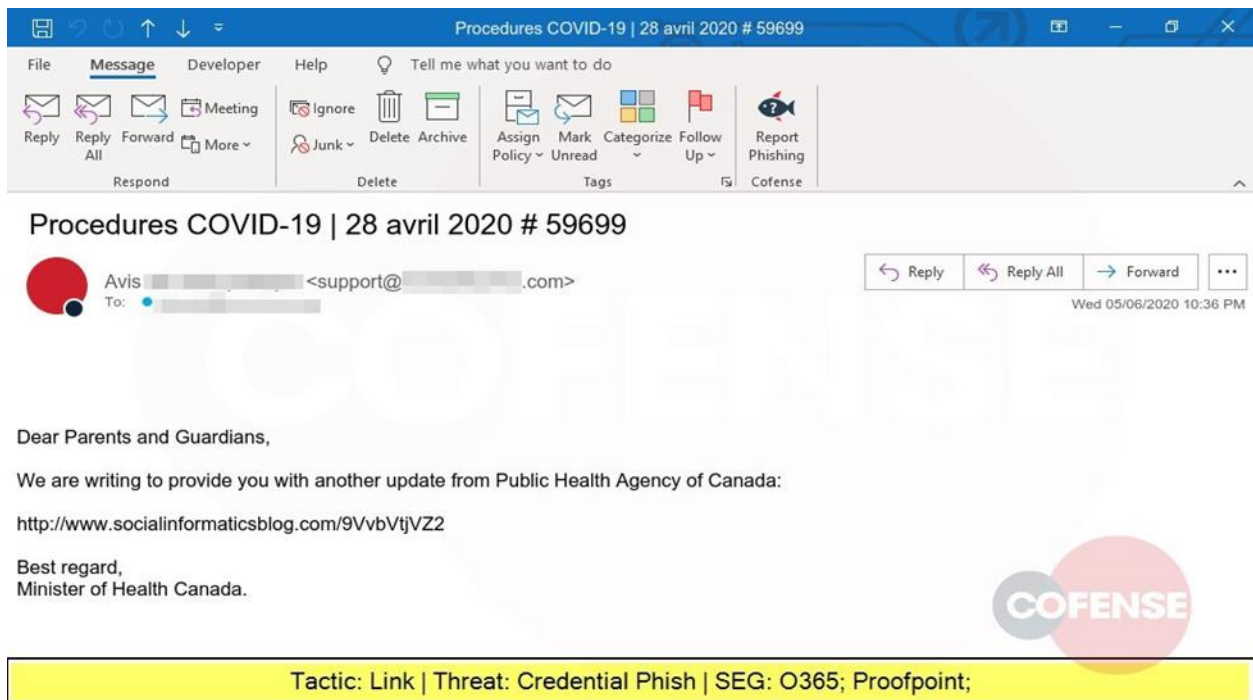 Procedures COVID-19 | 28 avril 2020 # 59699
File Message Developer Help Tell me what you want to do
Reply
Reply All
Forward
Meeting
More
Ignore
Junk
Delete
Archive
Assign Policy
Mark Unread
Categorize
Follow Up
Report Phishing
Respond Delete Tags Cofense
Procedures COVID-19 | 28 avril 2020 # 59699
Avis <support@ .com>
To:
Reply Reply All Forward
Wed 05/06/2020 10:36 PM
COFENSE
Dear Parents and Guardians,
We are writing to provide you with another update from Public Health Agency of Canada:
http://www.socialinformaticsblog.com/9VvbVtjVZ2
Best regard,
Minister of Health Canada.
COFENSE
Tactic: Link | Threat: Credential Phish | SEG: O365; Proofpoint;